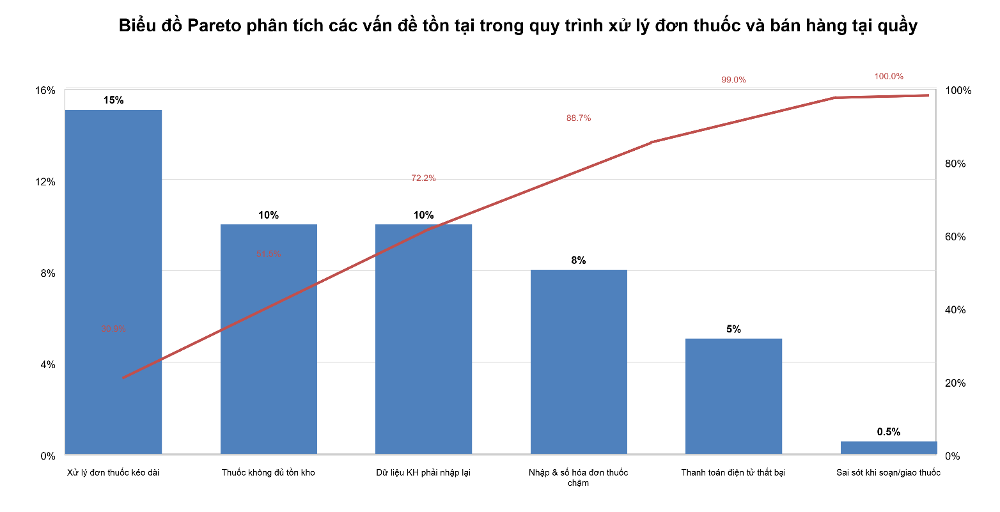 Biểu đồ Pareto phân tích các vấn đề tồn tại trong quy trình xử lý đơn thuốc và bán hàng tại quầy
16%
12%
8%
4%
0%
15%
10%
10%
8%
5%
0.5%
30.9%
51.5%
72.2%
88.7%
99.0%
100.0%
100%
80%
60%
40%
20%
0%
Xử lý đơn thuốc kéo dài
Thuốc không đủ tồn kho
Dữ liệu KH phải nhập lại
Nhập & số hóa đơn thuốc
chậm
Thanh toán điện tử thất bại
Sai sót khi soạn/giao thuốc